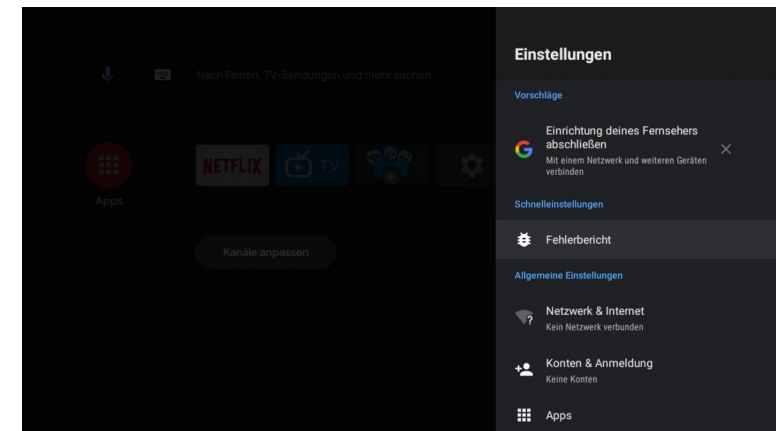 Einstellungen
Nach Filmen, TV-Sendungen und mehr suchen
Vorschläge
Einrichtung deines Fernsehers
abschließen
Mit einem Netzwerk und weiteren Geräten
verbinden
NETFLIX
TV
Apps
Schnelleinstellungen
Fehlerbericht
Kanäle anpassen
Allgemeine Einstellungen
Netzwerk & Internet
Kein Netzwerk verbunden
Konten & Anmeldung
Keine Konten
Apps